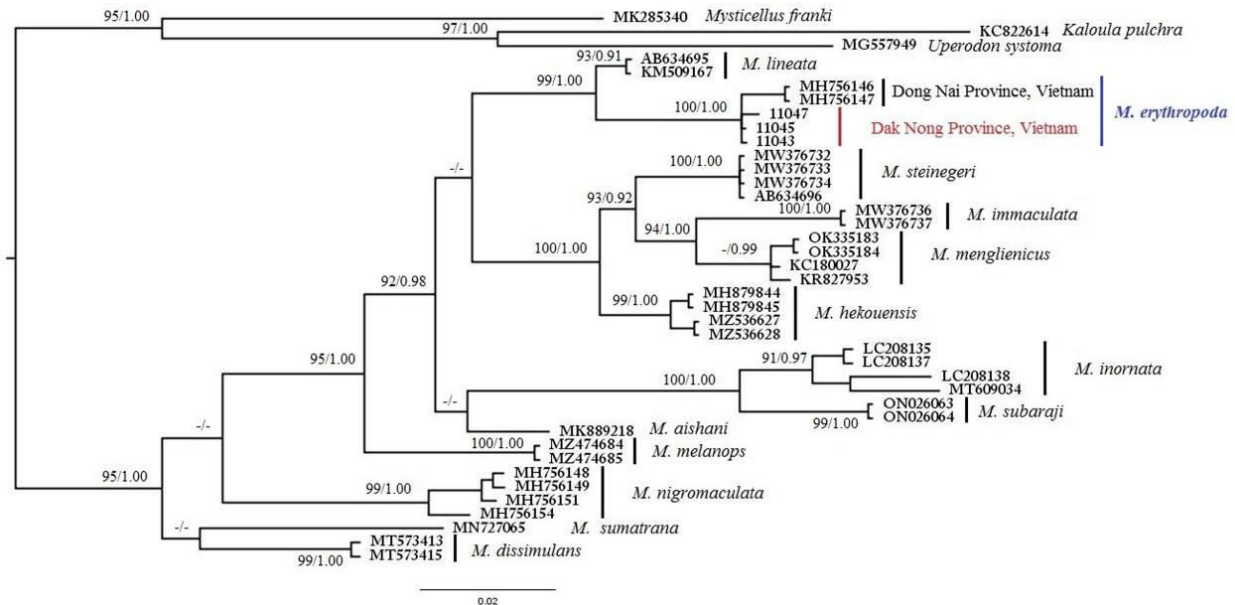 95/1.00
MK285340 Mysticellus franki
97/1.00
KC822614 Kaloula pulchra
MG557949 Uperodon systoma
93/0.91
AB634695
KM509167
M. lineata
99/1.00
MH756146
MH756147
Dong Nai Province, Vietnam
M. erythropoda
100/1.00
11047
11045
11043
Dak Nong Province, Vietnam
-/-
100/1.00
MW376732
MW376733
MW376734
AB634696
M. steinegeri
93/0.92
100/1.00
MW376736
MW376737
M. immaculata
94/1.00
-/0.99
OK335183
OK335184
KC180027
KR827953
M. menglienicus
100/1.00
99/1.00
MH879844
MH879845
MZ536627
MZ536628
M. hekouensis
92/0.98
95/1.00
91/0.97
LC208135
LC208137
LC208138
MT609034
M. inornata
100/1.00
-/-
ON026063
ON026064
M. subaraji
99/1.00
MK889218 M. aishani
100/1.00
MZ474684
MZ474685
M. melanops
-/-
95/1.00
99/1.00
MH756148
MH756149
MH756151
MH756154
M. nigromaculata
-/-
MN727065 M. sumatrana
MT573413
MT573415
M. dissimulans
99/1.00
0.02